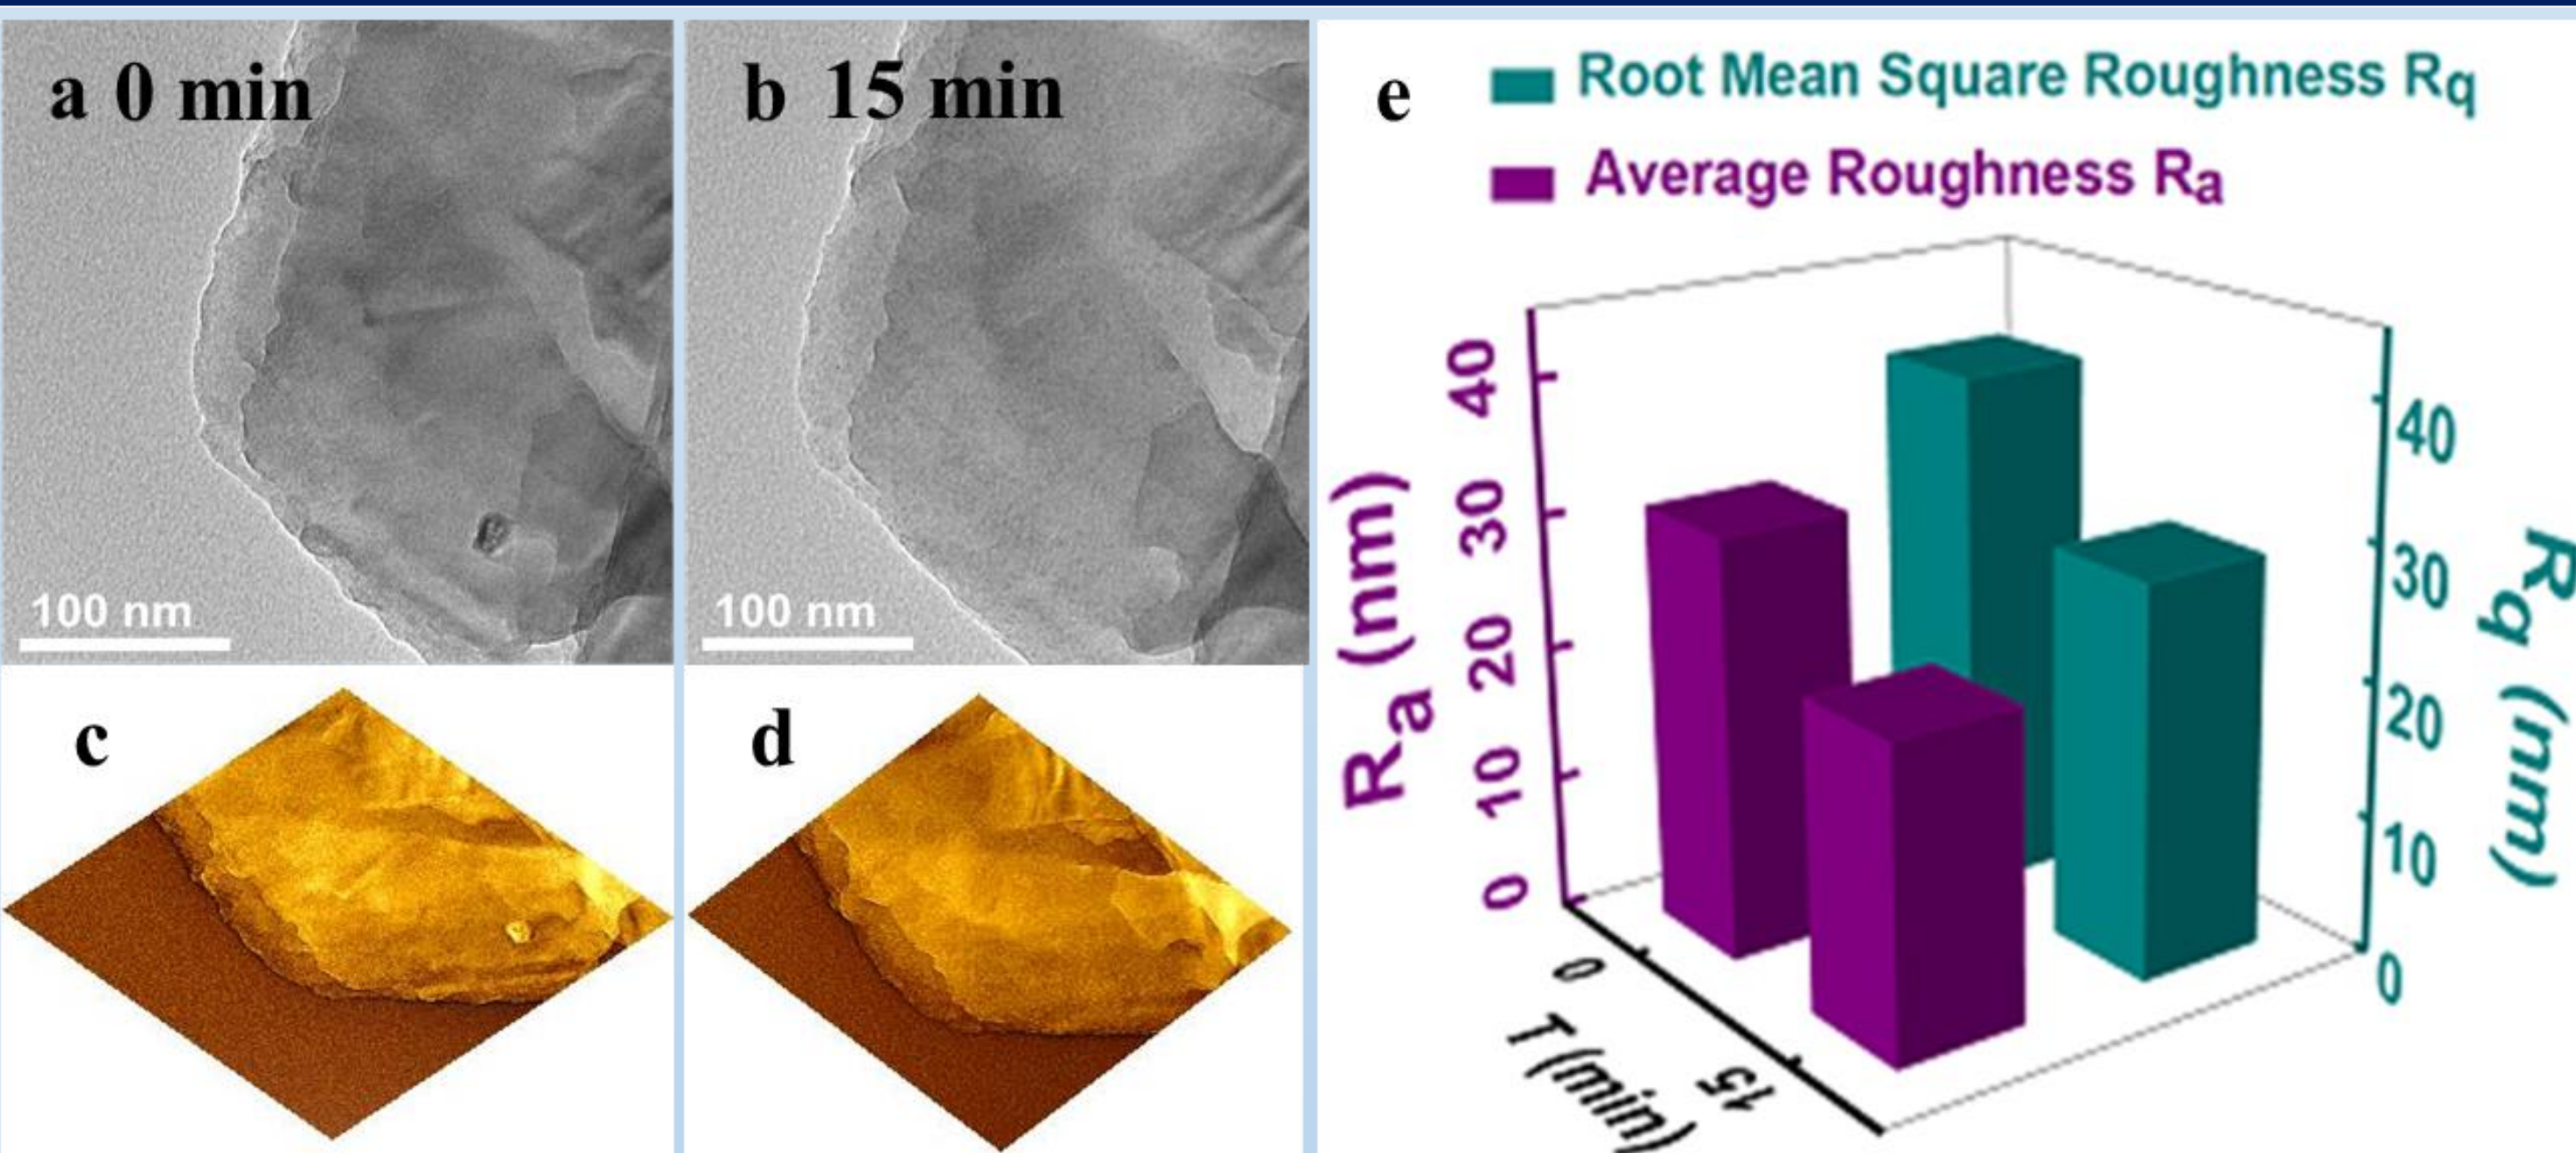 a 0 min
100 nm
b 15 min
100 nm
c
d
e
Root Mean Square Roughness Rq
Average Roughness Ra
Ra (nm)
40
30
20
10
0
0
15
T (min)
40
30
20
10
0
Rq (nm)